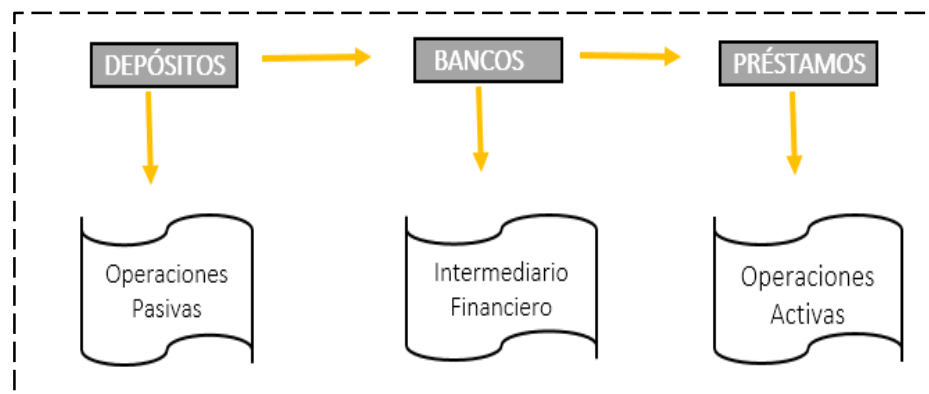 DEPÓSITOS
BANCOS
PRÉSTAMOS
Operaciones
Pasivas
Intermediario
Financiero
Operaciones
Activas